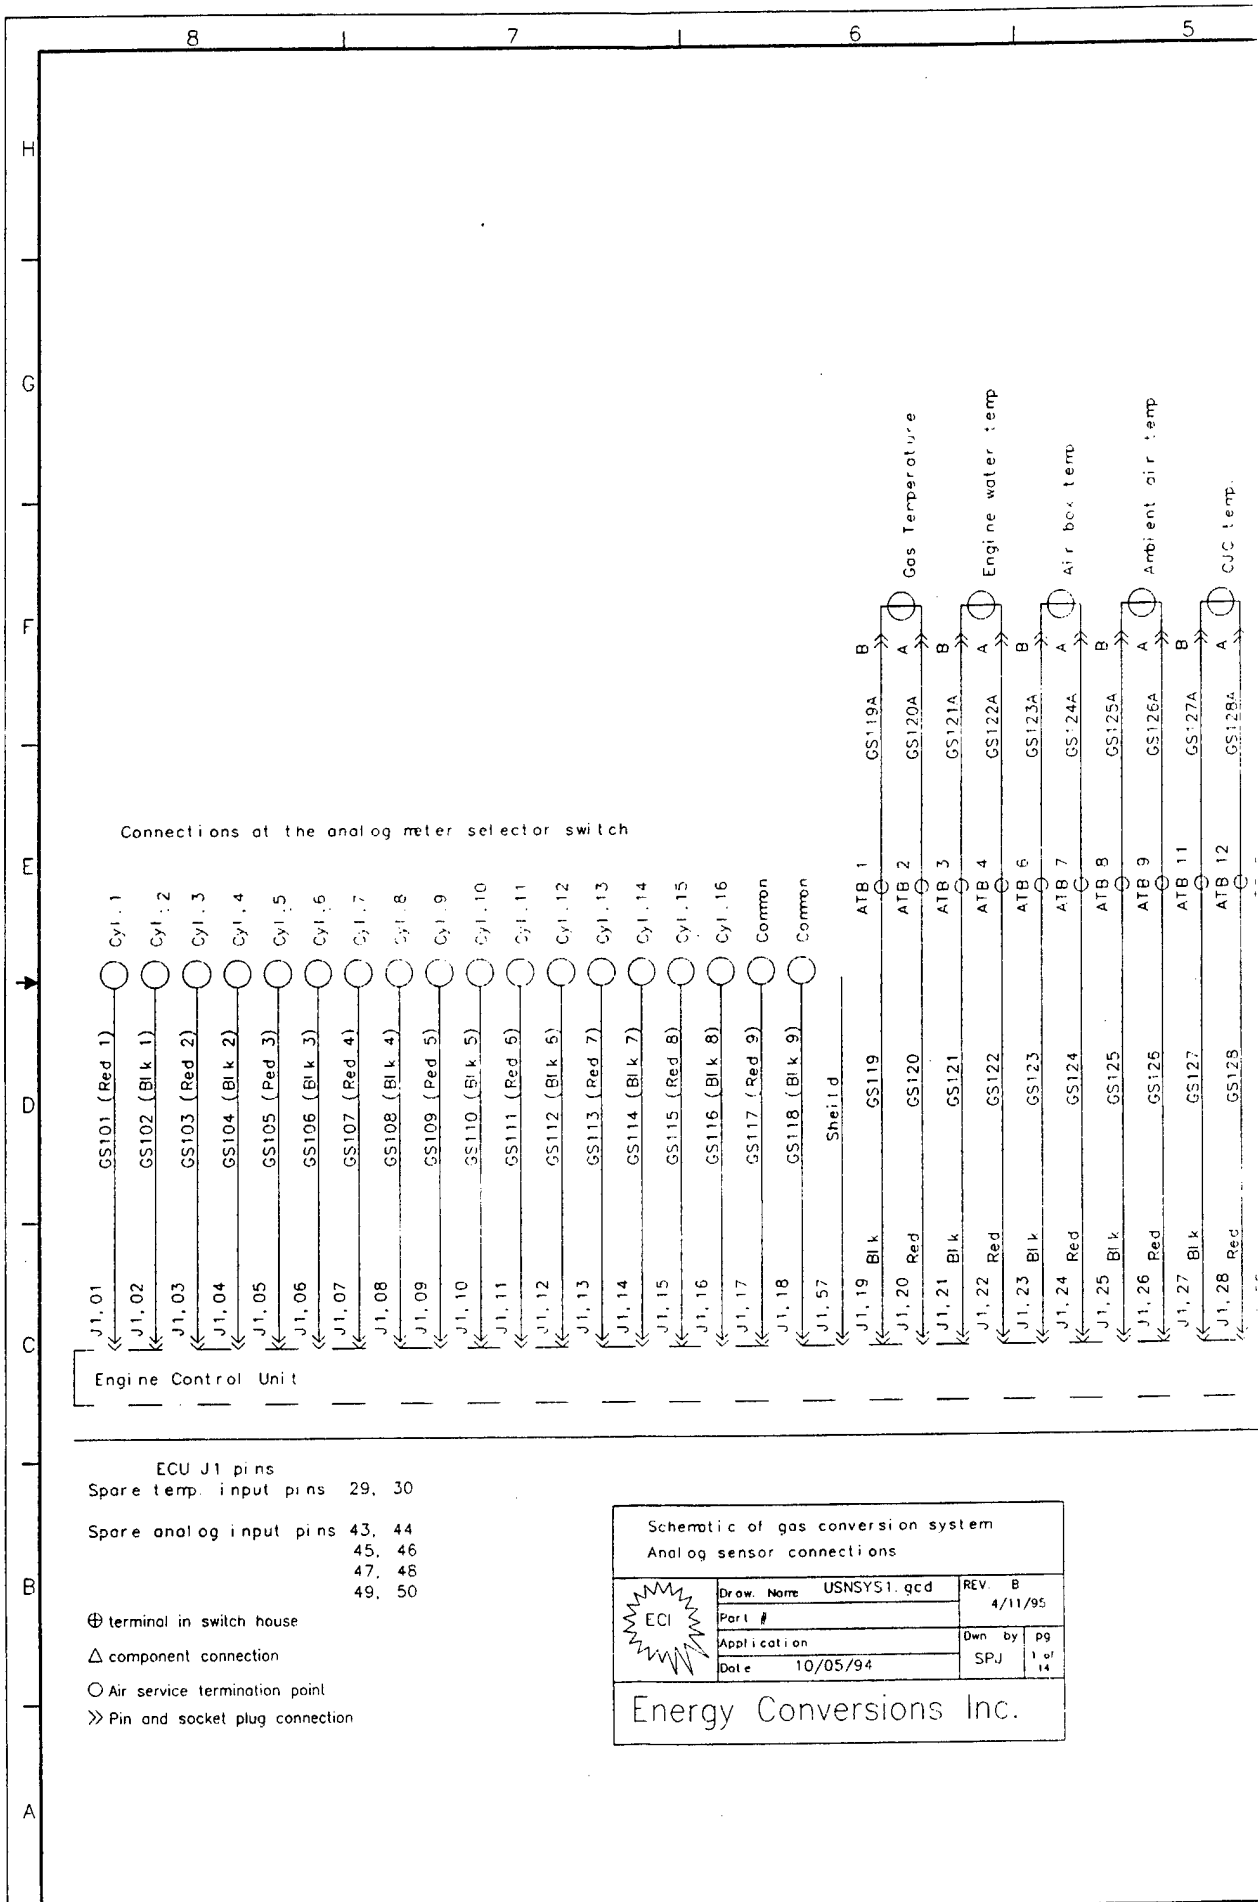 8 7 6 5
H
G
F
E
D
C
B
A
Gas Temperature
Engine water temp
Air box temp
Ambient air temp
CJC temp.
B A B A B A B A B A
GS119A GS120A GS121A GS122A GS123A GS124A GS125A GS126A GS127A GS128A
ATB 1 ATB 2 ATB 3 ATB 4 ATB 6 ATB 7 ATB 8 ATB 9 ATB 11 ATB 12
Connections at the analog meter selector switch
Cyl. 1 Cyl. 2 Cyl. 3 Cyl. 4 Cyl. 5 Cyl. 6 Cyl. 7 Cyl. 8 Cyl. 9 Cyl. 10 Cyl. 11 Cyl. 12 Cyl. 13 Cyl. 14 Cyl. 15 Cyl. 16 Common Common
GS101 (Red 1)
GS102 (Blk 1)
GS103 (Red 2)
GS104 (Blk 2)
GS105 (Red 3)
GS106 (Blk 3)
GS107 (Red 4)
GS108 (Blk 4)
GS109 (Red 5)
GS110 (Blk 5)
GS111 (Red 6)
GS112 (Blk 6)
GS113 (Red 7)
GS114 (Blk 7)
GS115 (Red 8)
GS116 (Blk 8)
GS117 (Red 9)
GS118 (Blk 9)
Sheild
GS119 GS120 GS121 GS122 GS123 GS124 GS125 GS126 GS127 GS128
Blk Red Blk Red Blk Red Blk Red Blk Red
J1,01 J1,02 J1,03 J1,04 J1,05 J1,06 J1,07 J1,08 J1,09 J1,10 J1,11 J1,12 J1,13 J1,14 J1,15 J1,16 J1,17 J1,18 J1,57 J1,19 J1,20 J1,21 J1,22 J1,23 J1,24 J1,25 J1,26 J1,27 J1,28
Engine Control Unit
ECU J1 pins
Spare temp. input pins 29, 30
Spare analog input pins 43, 44
45, 46
47, 48
49, 50
terminal in switch house
component connection
Air service termination point
Pin and socket plug connection
Schematic of gas conversion system
Analog sensor connections
ECI
Draw. Name USNSYS1.gcd
REV. B
4/11/95
Part #
Application
Dwn by SPJ
pg 1 of 14
Date 10/05/94
Energy Conversions Inc.